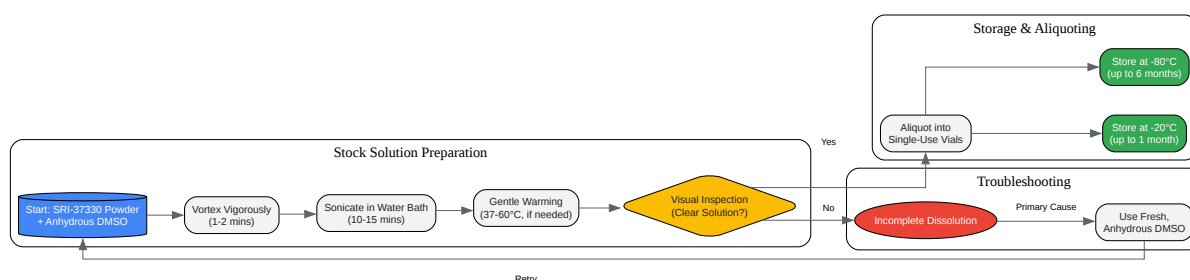 Stock Solution Preparation
Start: SRI-37330 Powder
+ Anhydrous DMSO
Vortex Vigorously
(1-2 mins)
Sonicate in Water Bath
(10-15 mins)
Gentle Warming
(37-60°C, if needed)
Visual Inspection
(Clear Solution?)
Yes
No
Storage & Aliquoting
Aliquot into
Single-Use Vials
Store at -80°C
(up to 6 months)
Store at -20°C
(up to 1 month)
Troubleshooting
Incomplete Dissolution
Primary Cause
Use Fresh,
Anhydrous DMSO
Retry